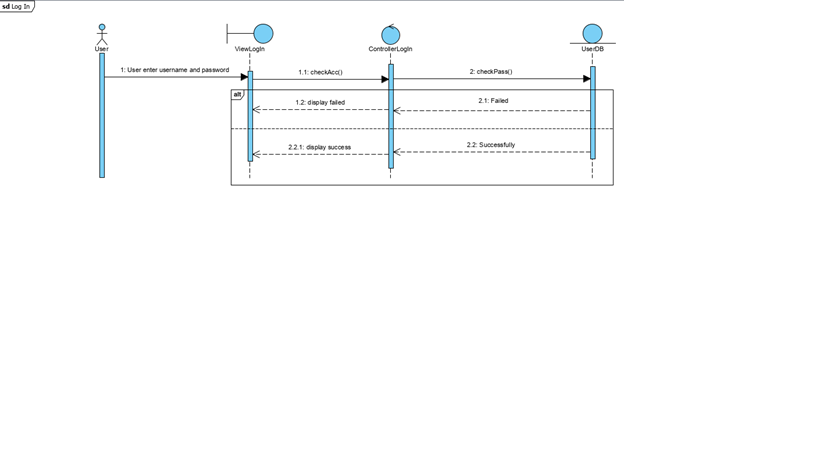 sd Log In
User
ViewLogIn
ControllerLogIn
UserDB
1: User enter username and password
1.1: checkAcc()
2: checkPass()
alt
1.2: display failed
2.1: Failed
2.2.1: display success
2.2: Successfully